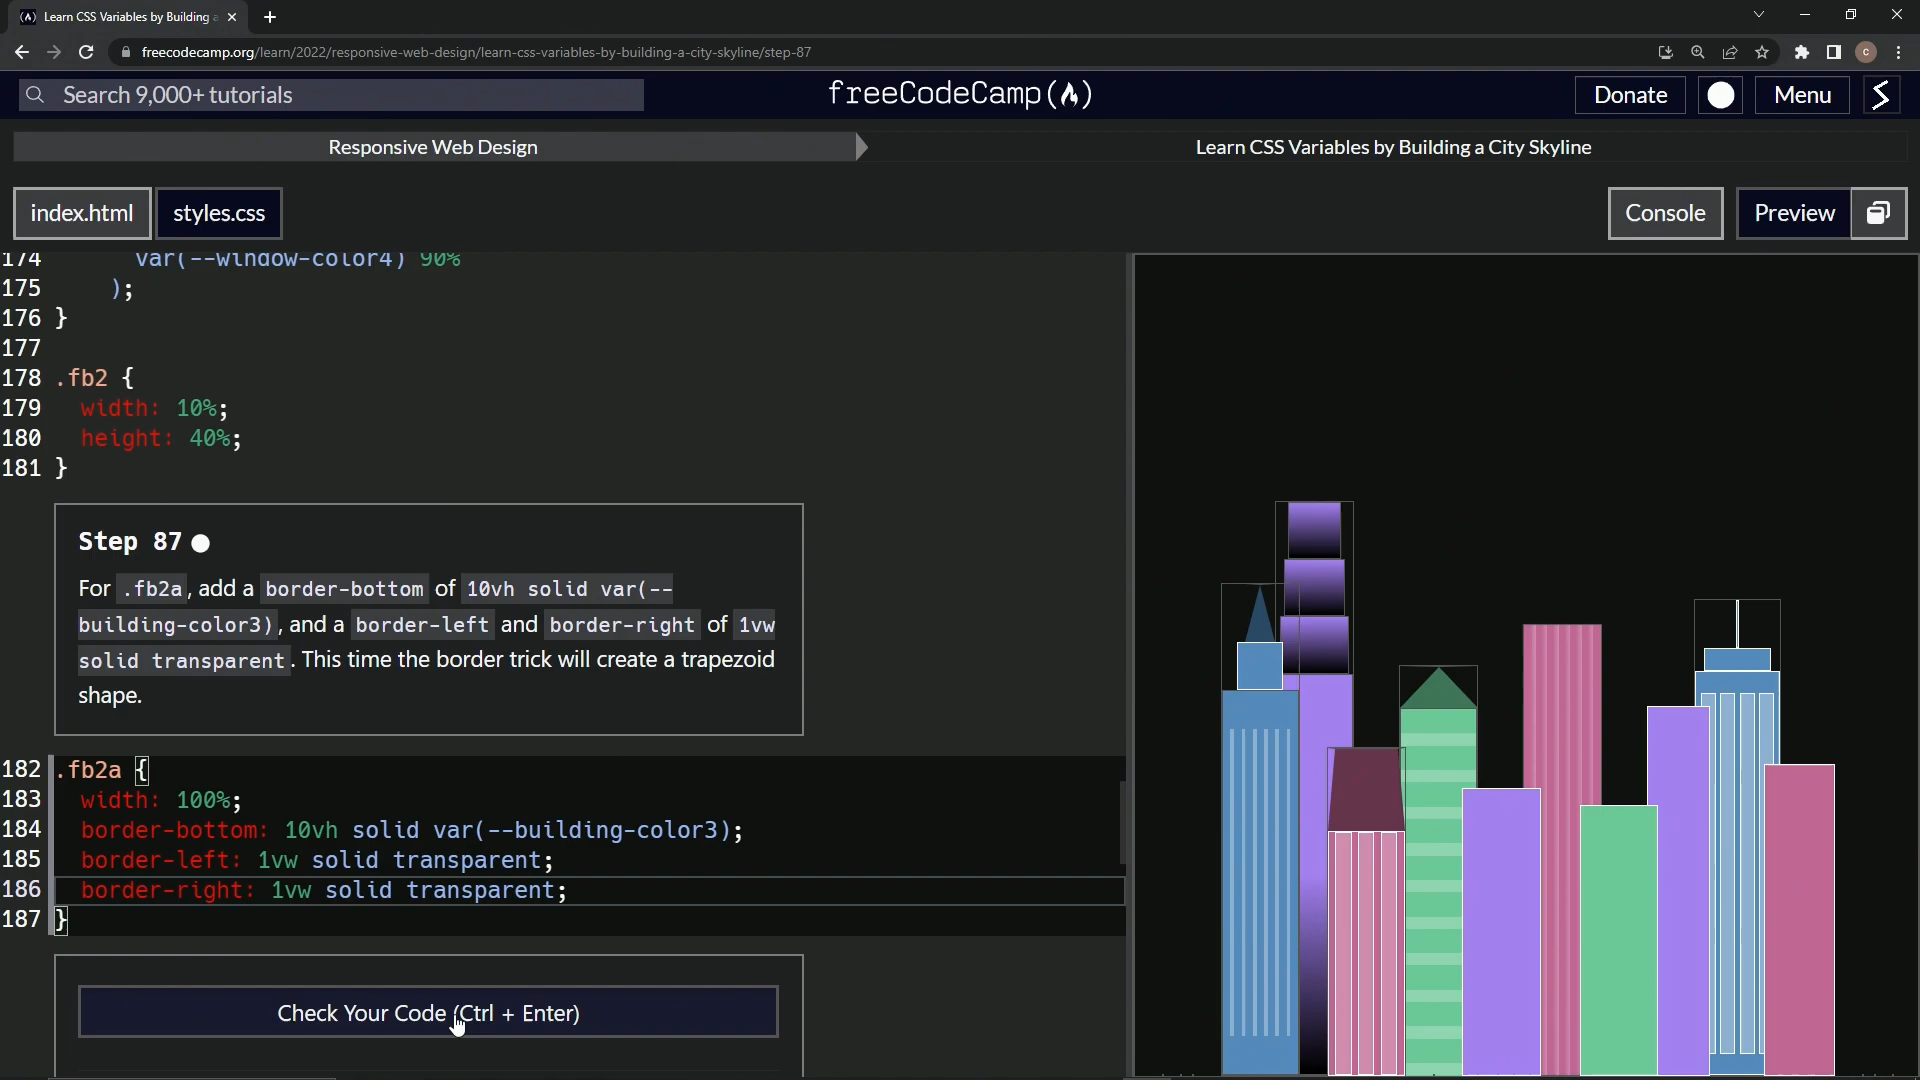 Learn CSS Variables by Building a
freecodecamp.org/learn/2022/responsive-web-design/learn-css-variables-by-building-a-city-skyline/step-87
C
Search 9,000+ tutorials
freeCodeCamp
Donate
Menu
Responsive Web Design
Learn CSS Variables by Building a City Skyline
index.html
styles.css
Console
Preview
174 var(--window-color4) 90%
175 );
176 }
177
178 .fb2 {
179 width: 10%;
180 height: 40%;
181 }
Step 87
For .fb2a, add a border-bottom of 10vh solid var(--
building-color3), and a border-left and border-right of 1vw
solid transparent. This time the border trick will create a trapezoid
shape.
182 .fb2a {
183 width: 100%;
184 border-bottom: 10vh solid var(--building-color3);
185 border-left: 1vw solid transparent;
186 border-right: 1vw solid transparent;
187 }
Check Your Code (Ctrl + Enter)